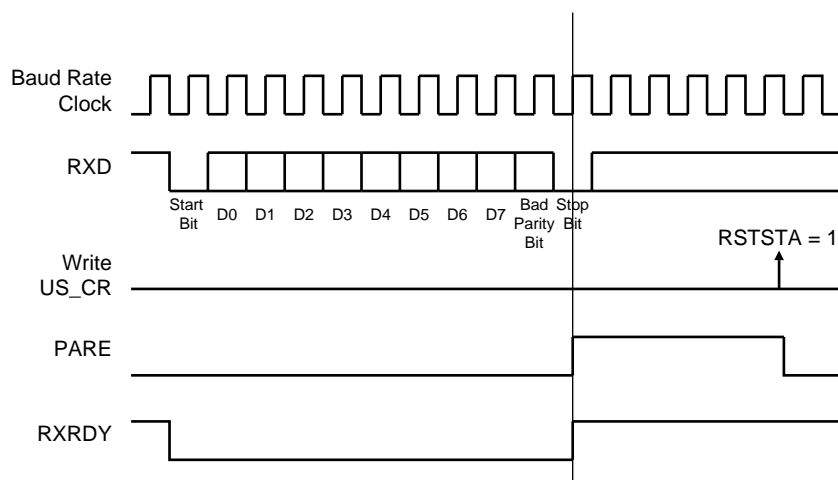 Baud Rate
Clock
RXD
Start
Bit
D0
D1
D2
D3
D4
D5
D6
D7
Bad
Parity
Bit
Stop
Bit
RSTSTA = 1
Write
US_CR
PARE
RXRDY